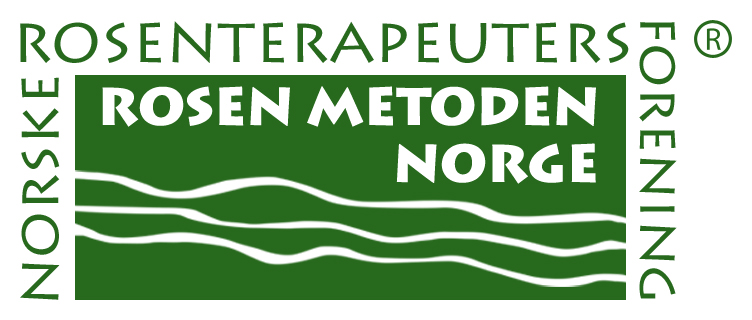 NORSKE
ROSENTERAPEUTERS
FORENING
®
ROSEN METODEN
NORGE